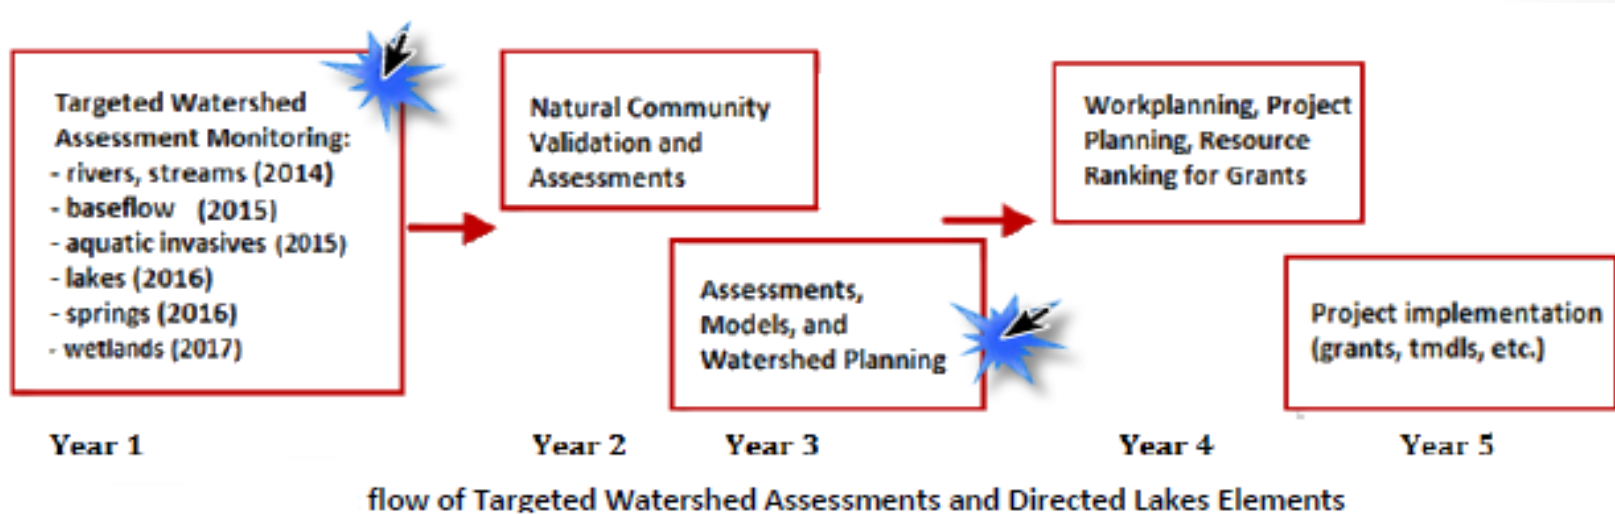 Targeted Watershed
Assessment Monitoring:
- rivers, streams (2014)
- baseflow (2015)
- aquatic invasives (2015)
- lakes (2016)
- springs (2016)
- wetlands (2017)
Natural Community
Validation and
Assessments
Assessments,
Models, and
Watershed Planning
Workplanning, Project
Planning, Resource
Ranking for Grants
Project implementation
(grants, tmdls, etc.)
Year 1
Year 2
Year 3
Year 4
Year 5
flow of Targeted Watershed Assessments and Directed Lakes Elements